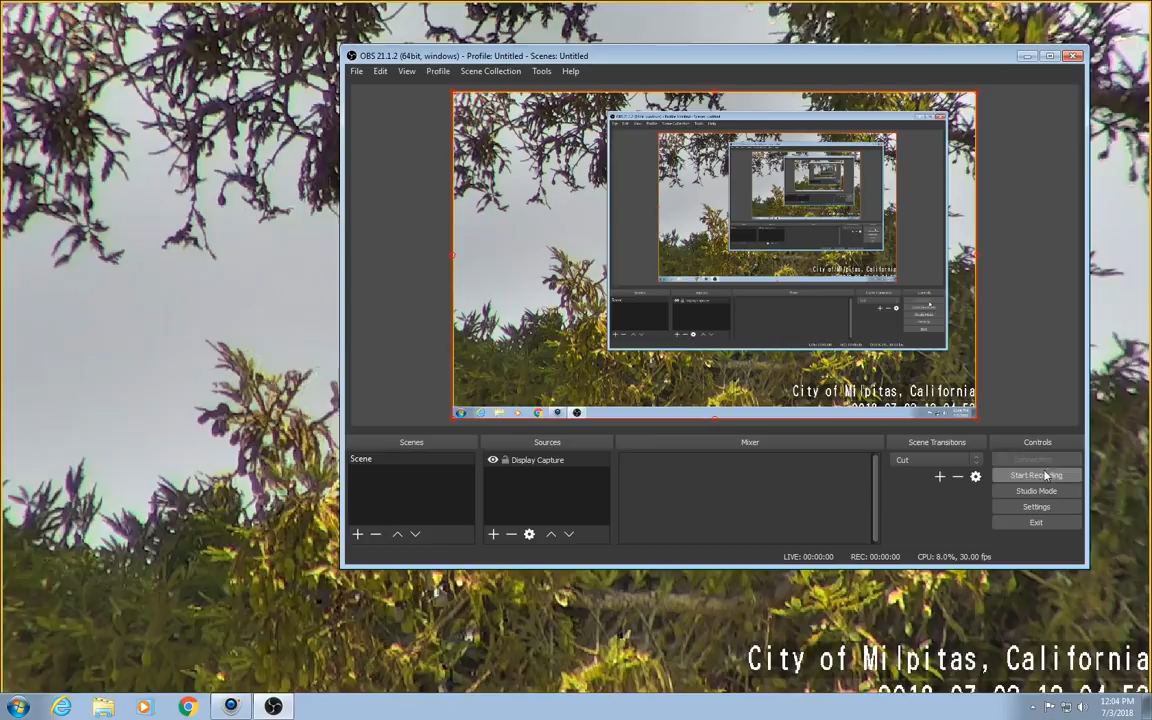 OBS 21.1.2 (64bit, windows) - Profile: Untitled - Scenes: Untitled
File Edit View Profile Scene Collection Tools Help
City of Milpitas, California
Scenes Sources Mixer Scene Transitions Controls
Scene
Display Capture
Cut
Start Recording
Studio Mode
Settings
Exit
LIVE: 00:00:00 REC: 00:00:00 CPU: 8.0%, 30.00 fps
City of Milpitas, California
12:04 PM
7/3/2018